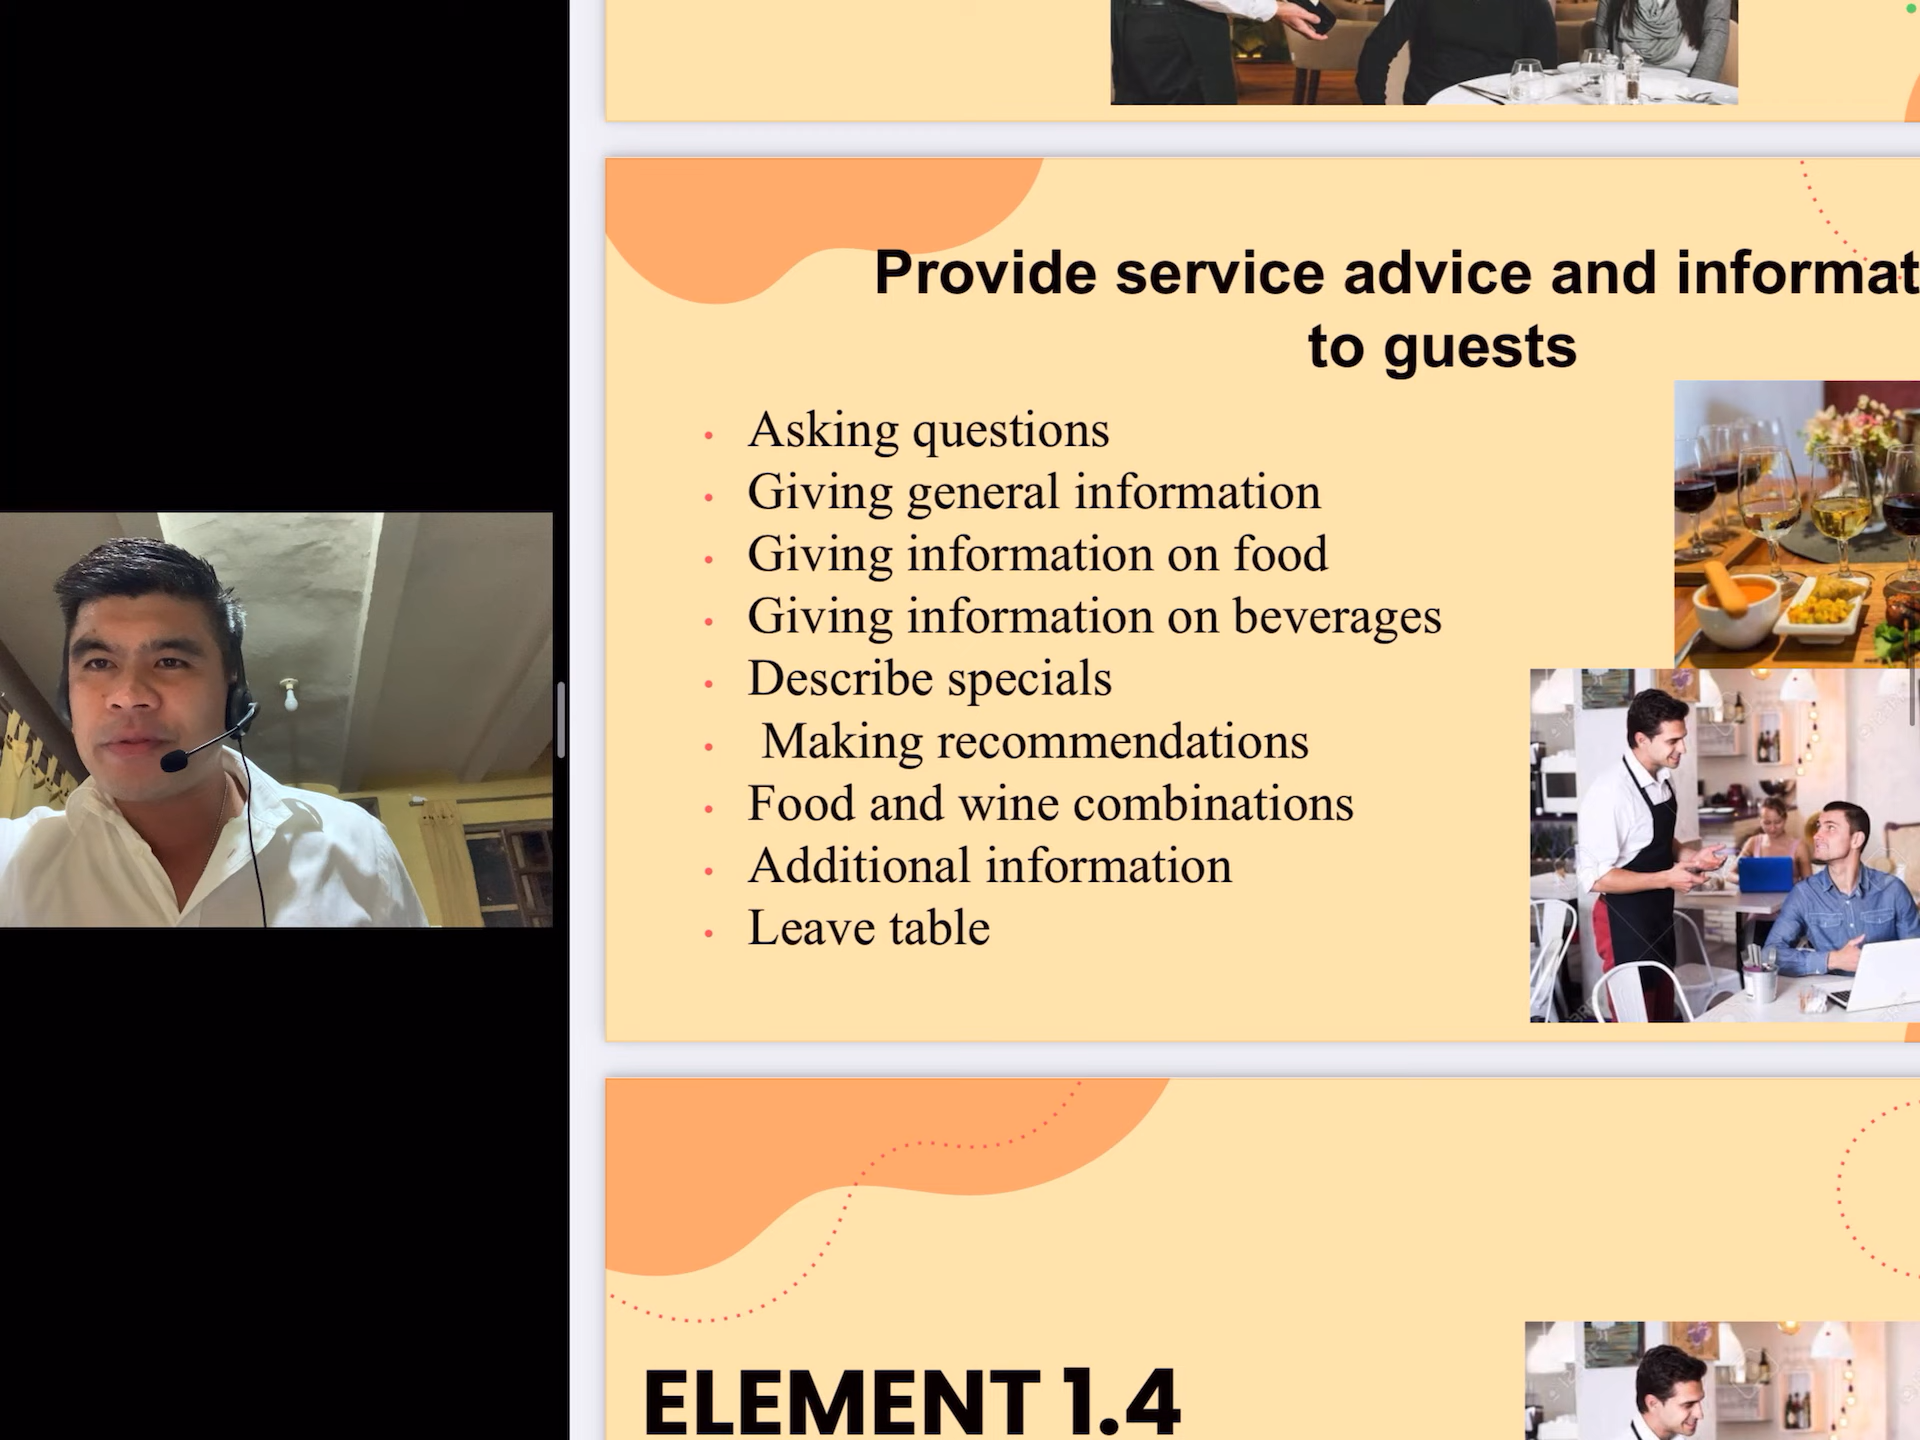 Provide service advice and informat
to guests
• Asking questions
• Giving general information
• Giving information on food
• Giving information on beverages
• Describe specials
• Making recommendations
• Food and wine combinations
• Additional information
• Leave table
ELEMENT 1.4